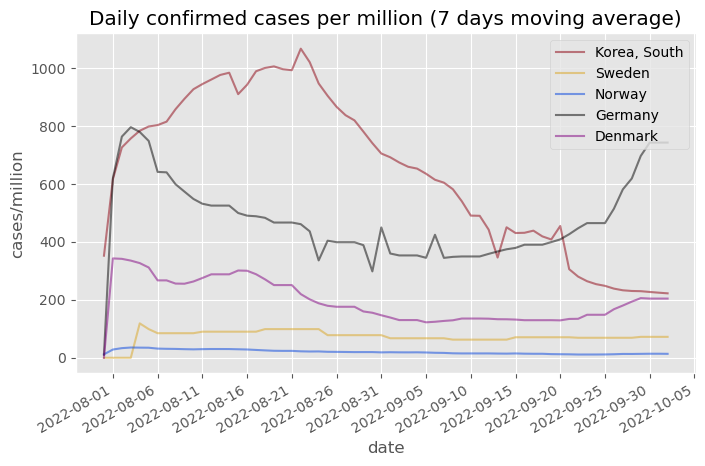 Daily confirmed cases per million (7 days moving average)
cases/million
1000
800
600
400
200
0
Korea, South
Sweden
Norway
Germany
Denmark
2022-08-01
2022-08-06
2022-08-11
2022-08-16
2022-08-21
2022-08-26
2022-08-31
2022-09-05
2022-09-10
2022-09-15
2022-09-20
2022-09-25
2022-09-30
2022-10-05
date